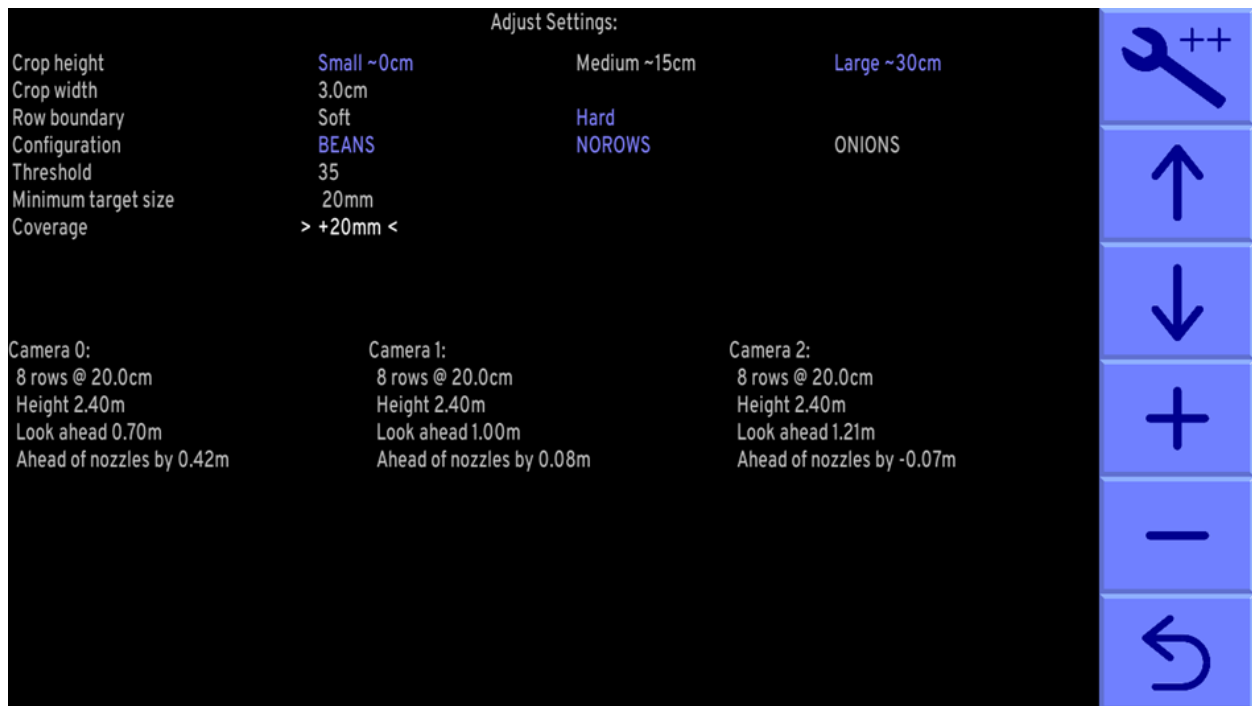 Adjust Settings:
++
Crop height Small ~0cm Medium ~15cm Large ~30cm
Crop width 3.0cm
Row boundary Soft Hard
Configuration BEANS NOROWS ONIONS
Threshold 35
Minimum target size 20mm
Coverage > +20mm <
Camera 0: Camera 1: Camera 2:
8 rows @ 20.0cm 8 rows @ 20.0cm 8 rows @ 20.0cm
Height 2.40m Height 2.40m Height 2.40m
Look ahead 0.70m Look ahead 1.00m Look ahead 1.21m
Ahead of nozzles by 0.42m Ahead of nozzles by 0.08m Ahead of nozzles by -0.07m